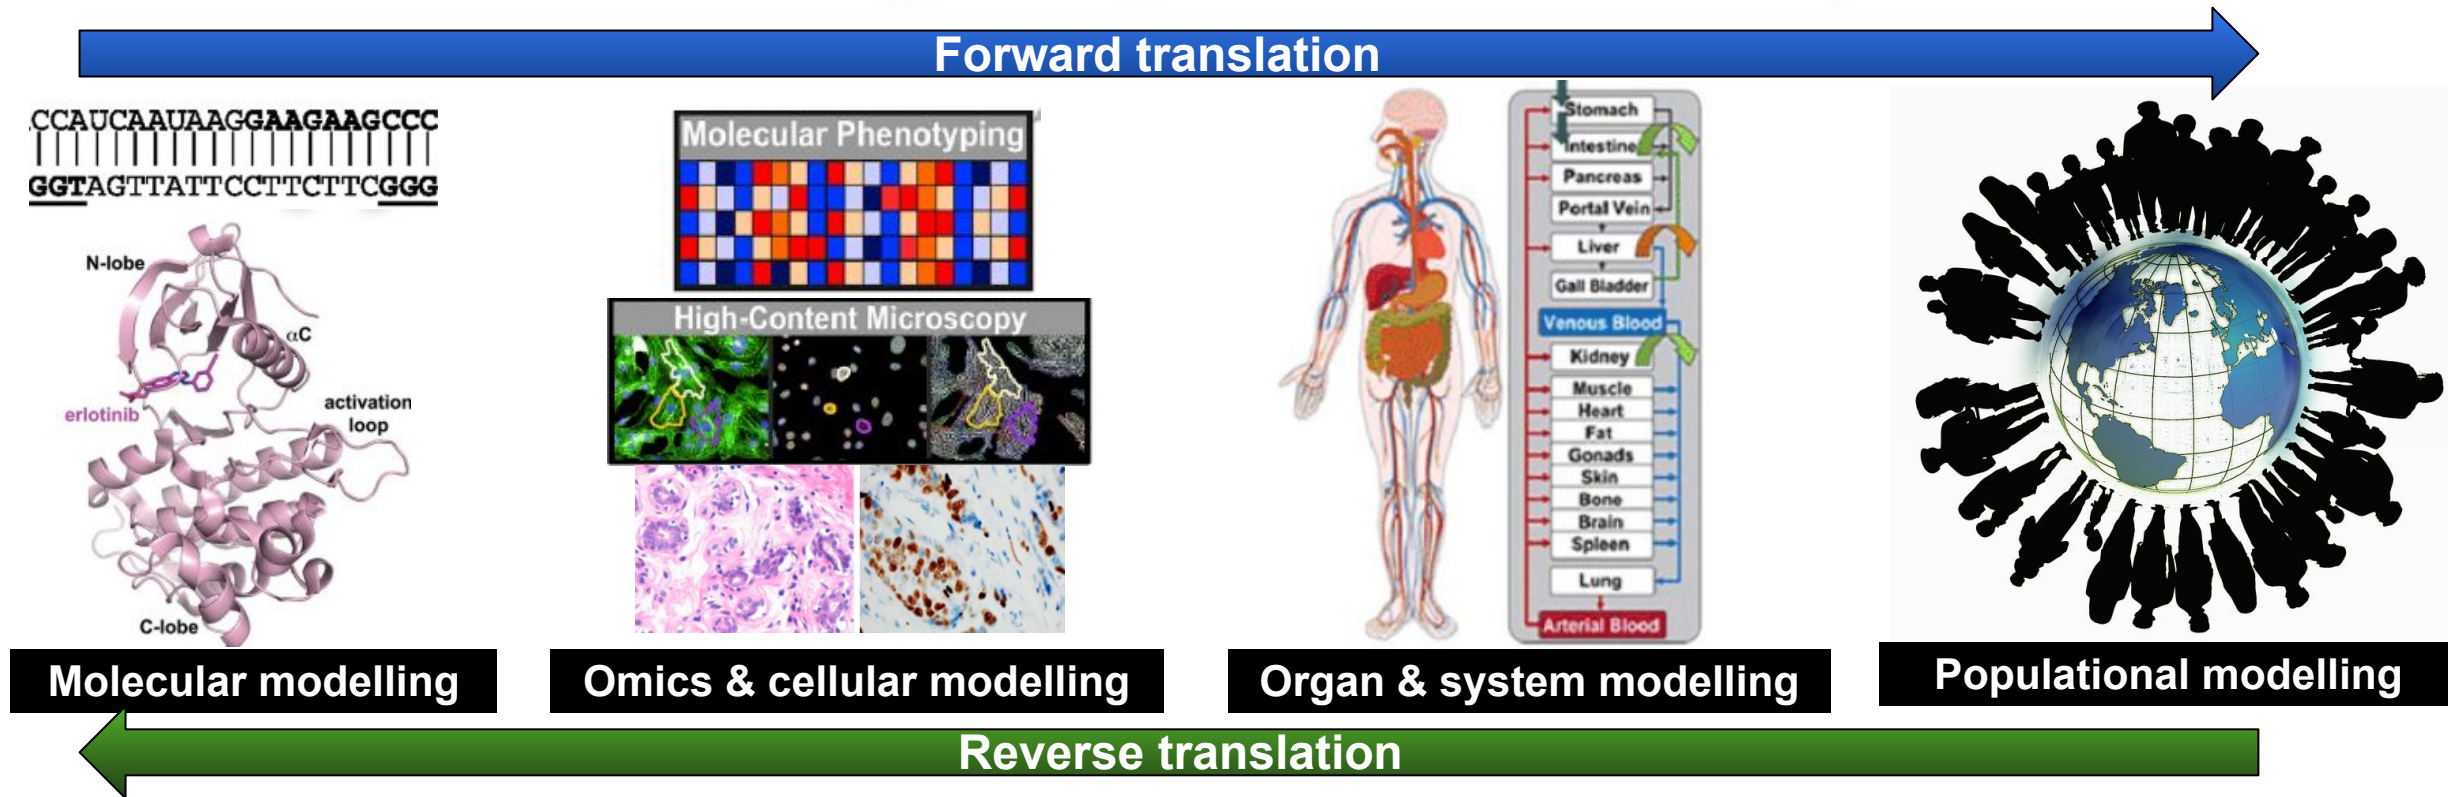 Forward translation
CCAUCAAUAAGGAAGAAGCCC
GGTAGTTATTCCTTCTTCGGG
N-lobe
αC
erlotinib
activation
loop
C-lobe
Molecular modelling
Molecular Phenotyping
High-Content Microscopy
Omics & cellular modelling
Stomach
Intestine
Pancreas
Portal Vein
Liver
Gall Bladder
Venous Blood
Kidney
Muscle
Heart
Fat
Gonads
Skin
Bone
Brain
Spleen
Lung
Arterial Blood
Organ & system modelling
Populational modelling
Reverse translation